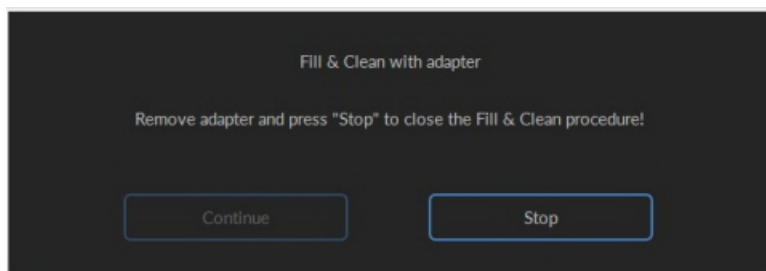 Fill & Clean with adapter
Remove adapter and press "Stop" to close the Fill & Clean procedure!
Continue
Stop